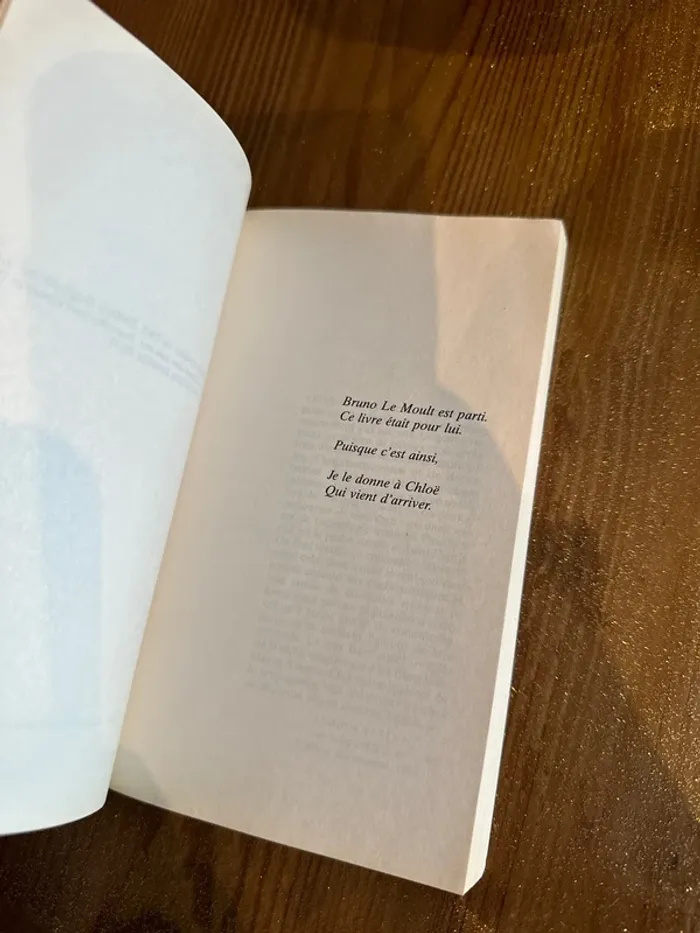 Bruno Le Moult est parti.
Ce livre était pour lui.
Puisque c'est ainsi,
Je le donne à Chloë
Qui vient d'arriver.